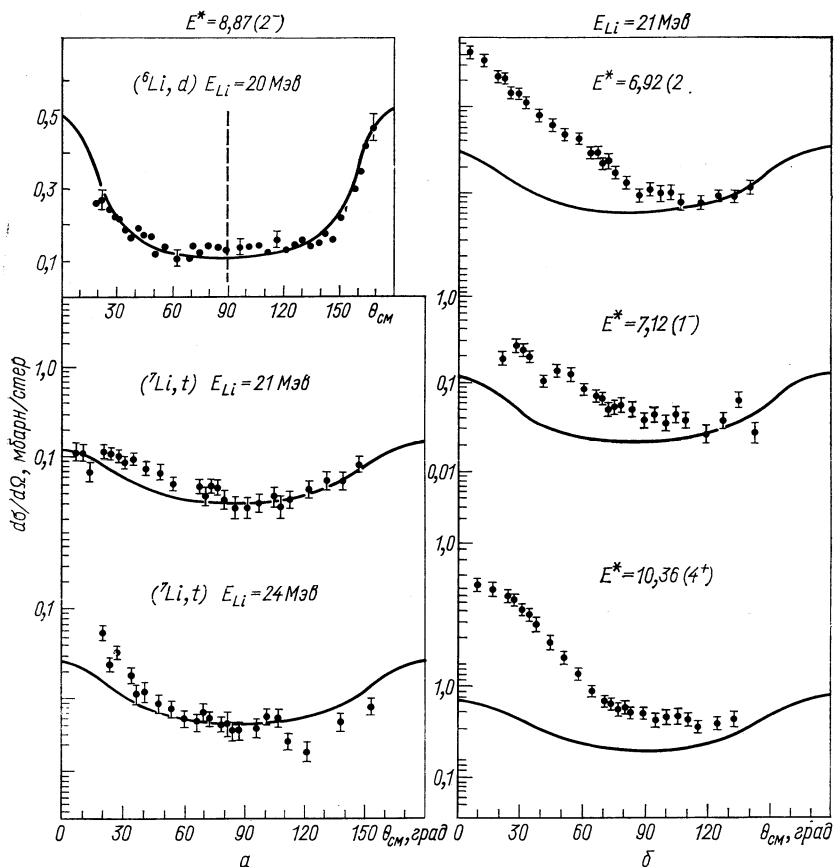 E*=8,87(2⁻)
(⁶Li, d) E_Li=20 Мэв
0,5
0,3
0,1
0 30 60 90 120 150 θ_см
(⁷Li,t) E_Li=21 Мэв
1,0
0,1
(⁷Li,t) E_Li=24 Мэв
0,1
dσ/dΩ, мбарн/стер
0 30 60 90 120 150 θ_см, град
а
E_Li=21 Мэв
E*=6,92(2
1,0
E*=7,12(1⁻)
0,1
0,01
1,0
E*=10,36(4⁺)
1,0
0,1
0 30 60 90 120 θ_см, град
б